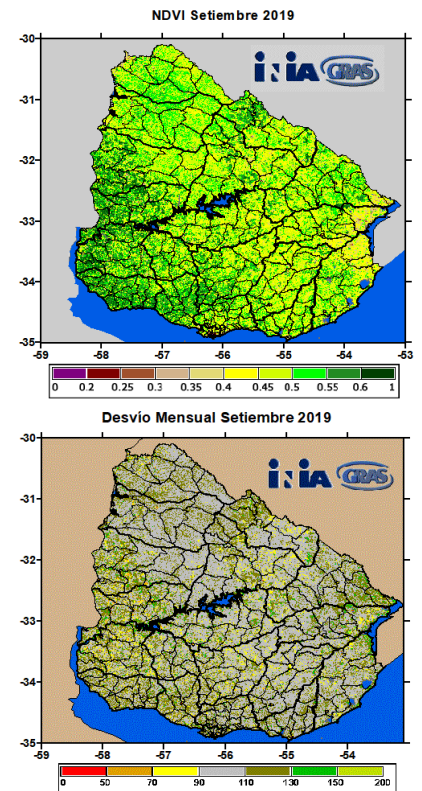 NDVI Setiembre 2019
-30
INIA GRAS
-31
-32
-33
-34
-35
-59 -58 -57 -56 -55 -54 -53
0 0.2 0.25 0.3 0.35 0.4 0.45 0.5 0.55 0.6 1
Desvío Mensual Setiembre 2019
-30
INIA GRAS
-31
-32
-33
-34
-35
-59 -58 -57 -56 -55 -54
0 50 70 90 110 130 150 200